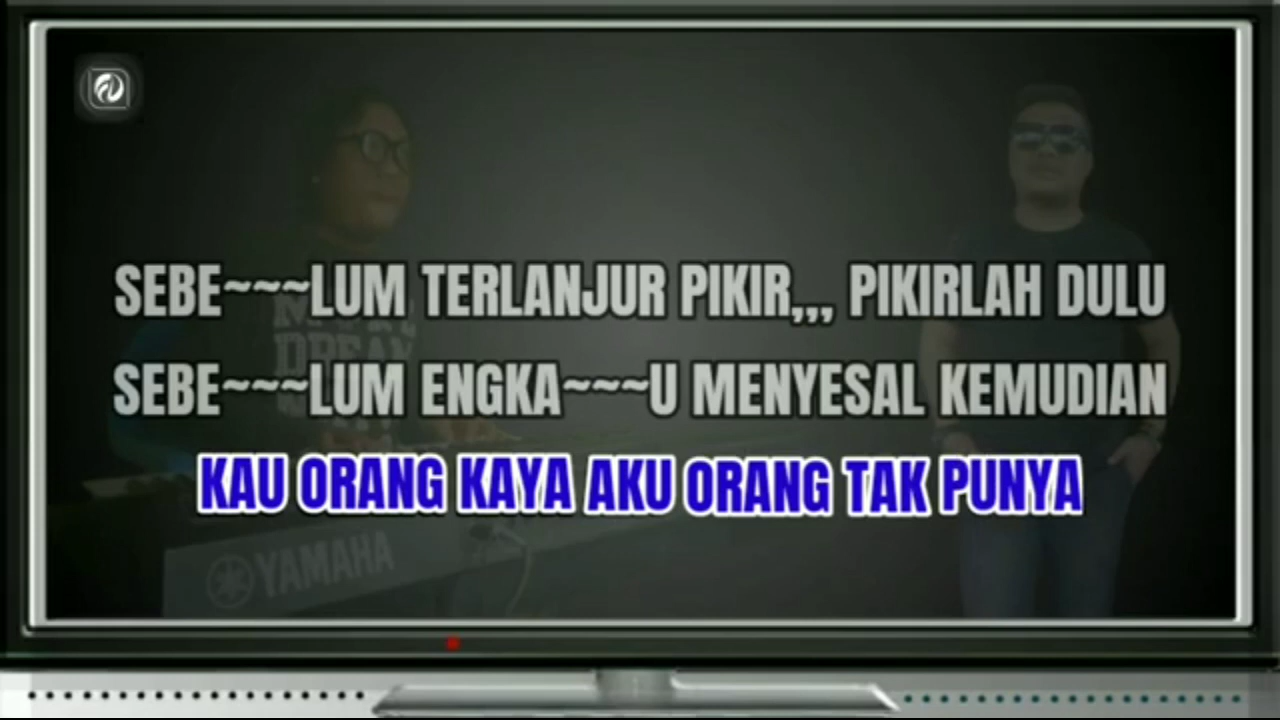 SEBE~~~LUM TERLANJUR PIKIR,,, PIKIRLAH DULU
SEBE~~~LUM ENGKA~~~U MENYESAL KEMUDIAN
KAU ORANG KAYA AKU ORANG TAK PUNYA
YAMAHA